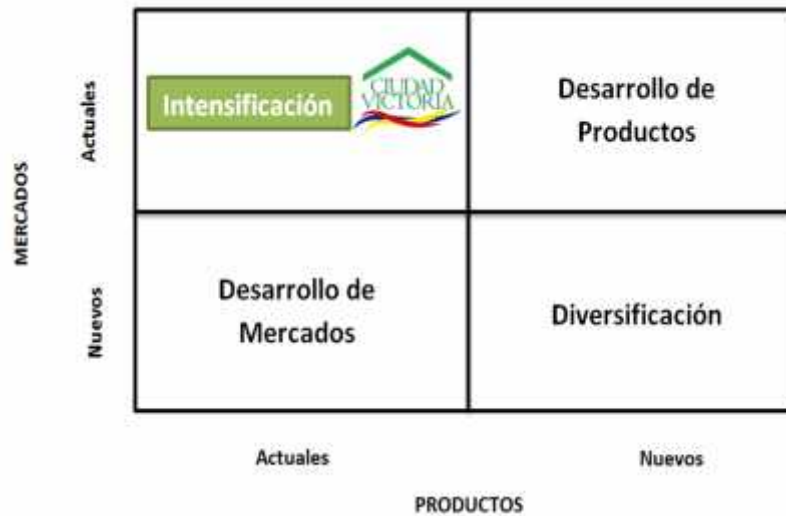 MERCADOS
Actuales
Nuevos
Intensificación
CIUDAD
VICTORIA
Desarrollo de
Productos
Desarrollo de
Mercados
Diversificación
Actuales
Nuevos
PRODUCTOS